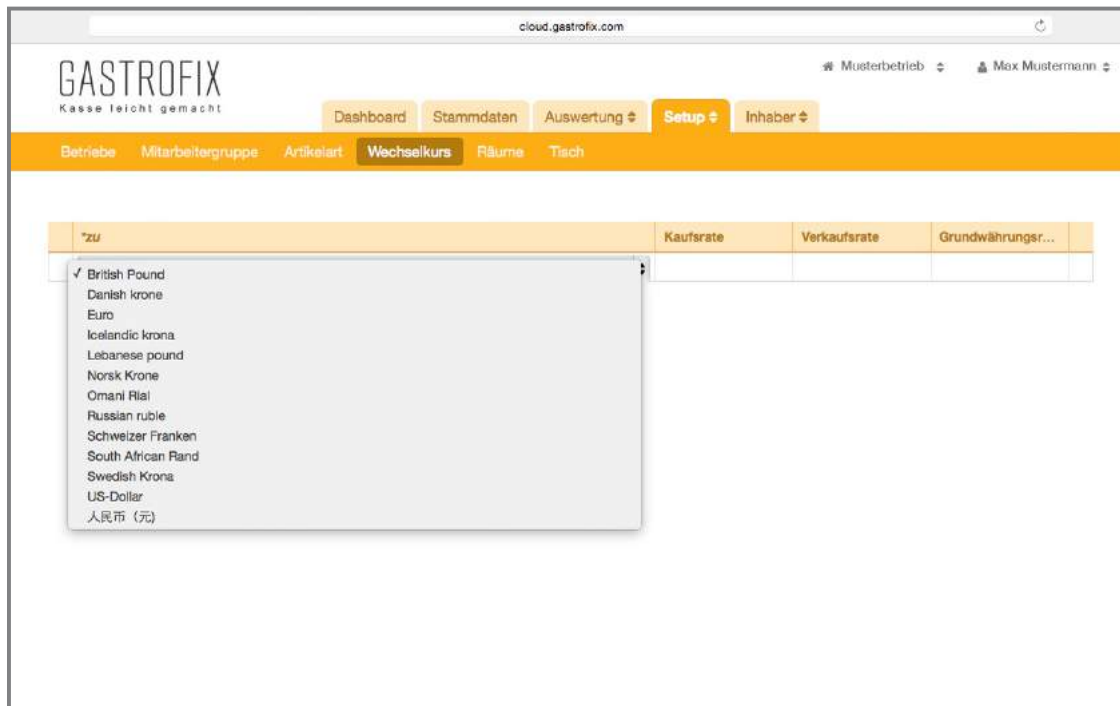 cloud.gastrofix.com
GASTROFIX
Kasse leicht gemacht
Musterbetrieb
Max Mustermann
Dashboard Stammdaten Auswertung Setup Inhaber
Betriebe Mitarbeitergruppe Artikelart Wechselkurs Räume Tisch
*zu Kaufsrate Verkaufsrate Grundwährungsr...
✓ British Pound
Danish krone
Euro
Icelandic krona
Lebanese pound
Norsk Krone
Omani Rial
Russian ruble
Schweizer Franken
South African Rand
Swedish Krona
US-Dollar
人民币（元)